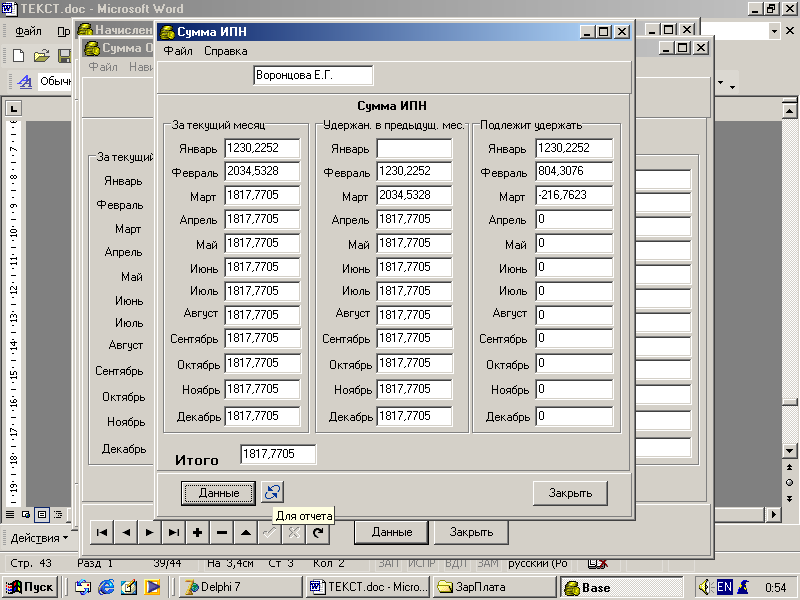 ТЕКСТ.doc - Microsoft Word
Файл
Начислен
Обычн
Сумма О
Файл Нави
За текущий
Январь
Февраль
Март
Апрель
Май
Июнь
Июль
Август
Сентябрь
Октябрь
Ноябрь
Декабрь
Сумма ИПН
Файл Справка
Воронцова Е.Г.
Сумма ИПН
За текущий месяц Удержан. в предыдущ. мес. Подлежит удержать
Январь 1230,2252 Январь Январь 1230,2252
Февраль 2034,5328 Февраль 1230,2252 Февраль 804,3076
Март 1817,7705 Март 2034,5328 Март -216,7623
Апрель 1817,7705 Апрель 1817,7705 Апрель 0
Май 1817,7705 Май 1817,7705 Май 0
Июнь 1817,7705 Июнь 1817,7705 Июнь 0
Июль 1817,7705 Июль 1817,7705 Июль 0
Август 1817,7705 Август 1817,7705 Август 0
Сентябрь 1817,7705 Сентябрь 1817,7705 Сентябрь 0
Октябрь 1817,7705 Октябрь 1817,7705 Октябрь 0
Ноябрь 1817,7705 Ноябрь 1817,7705 Ноябрь 0
Декабрь 1817,7705 Декабрь 1817,7705 Декабрь 0
Итого 1817,7705
Данные Закрыть
Для отчета
Данные Закрыть
Действия
Стр. 43 Разд 1 39/44 На 3,4см Ст 3 Кол 2 ЗАП ИСПР ВДЛ ЗАМ русский (Ро
Пуск Delphi 7 ТЕКСТ.doc - Micro... ЗарПлата Base EN 0:54